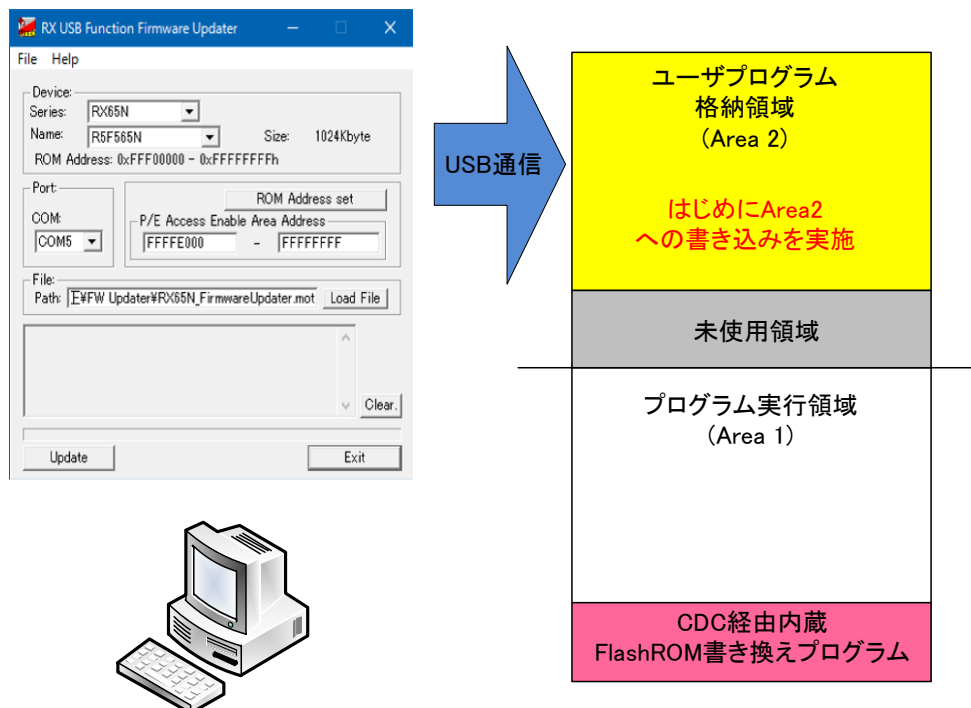 RX USB Function Firmware Updater
File Help
Device:
Series: RX65N
Name: R5F565N Size: 1024Kbyte
ROM Address: 0xFFF00000 - 0xFFFFFFFFh
Port:
COM:
COM5
ROM Address set
P/E Access Enable Area Address
FFFFE000 - FFFFFFFF
File:
Path: 上¥FW Updater¥RX65N_FirmwareUpdater.mot Load File
Clear.
Update Exit
USB通信
ユーザプログラム
格納領域
(Area 2)
はじめにArea2
への書き込みを実施
未使用領域
プログラム実行領域
(Area 1)
CDC経由内蔵
FlashROM書き換えプログラム